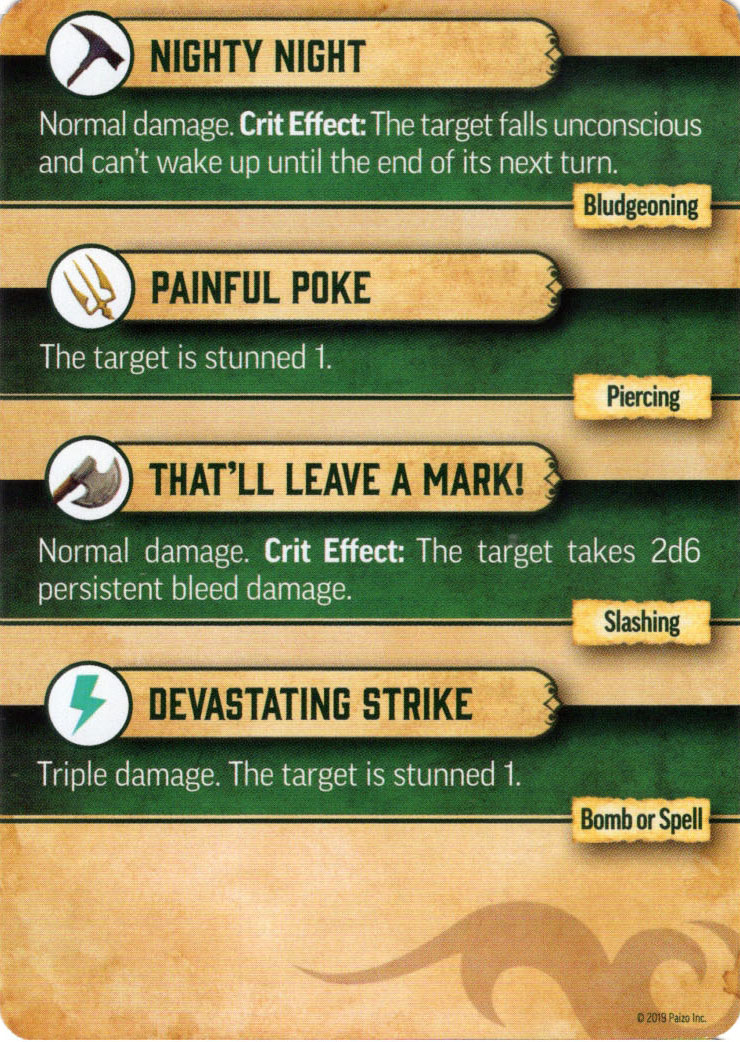 NIGHTY NIGHT
Normal damage. Crit Effect: The target falls unconscious
and can't wake up until the end of its next turn.
Bludgeoning
PAINFUL POKE
The target is stunned 1.
Piercing
THAT'LL LEAVE A MARK!
Normal damage. Crit Effect: The target takes 2d6
persistent bleed damage.
Slashing
DEVASTATING STRIKE
Triple damage. The target is stunned 1.
Bomb or Spell
© 2019 Paizo Inc.